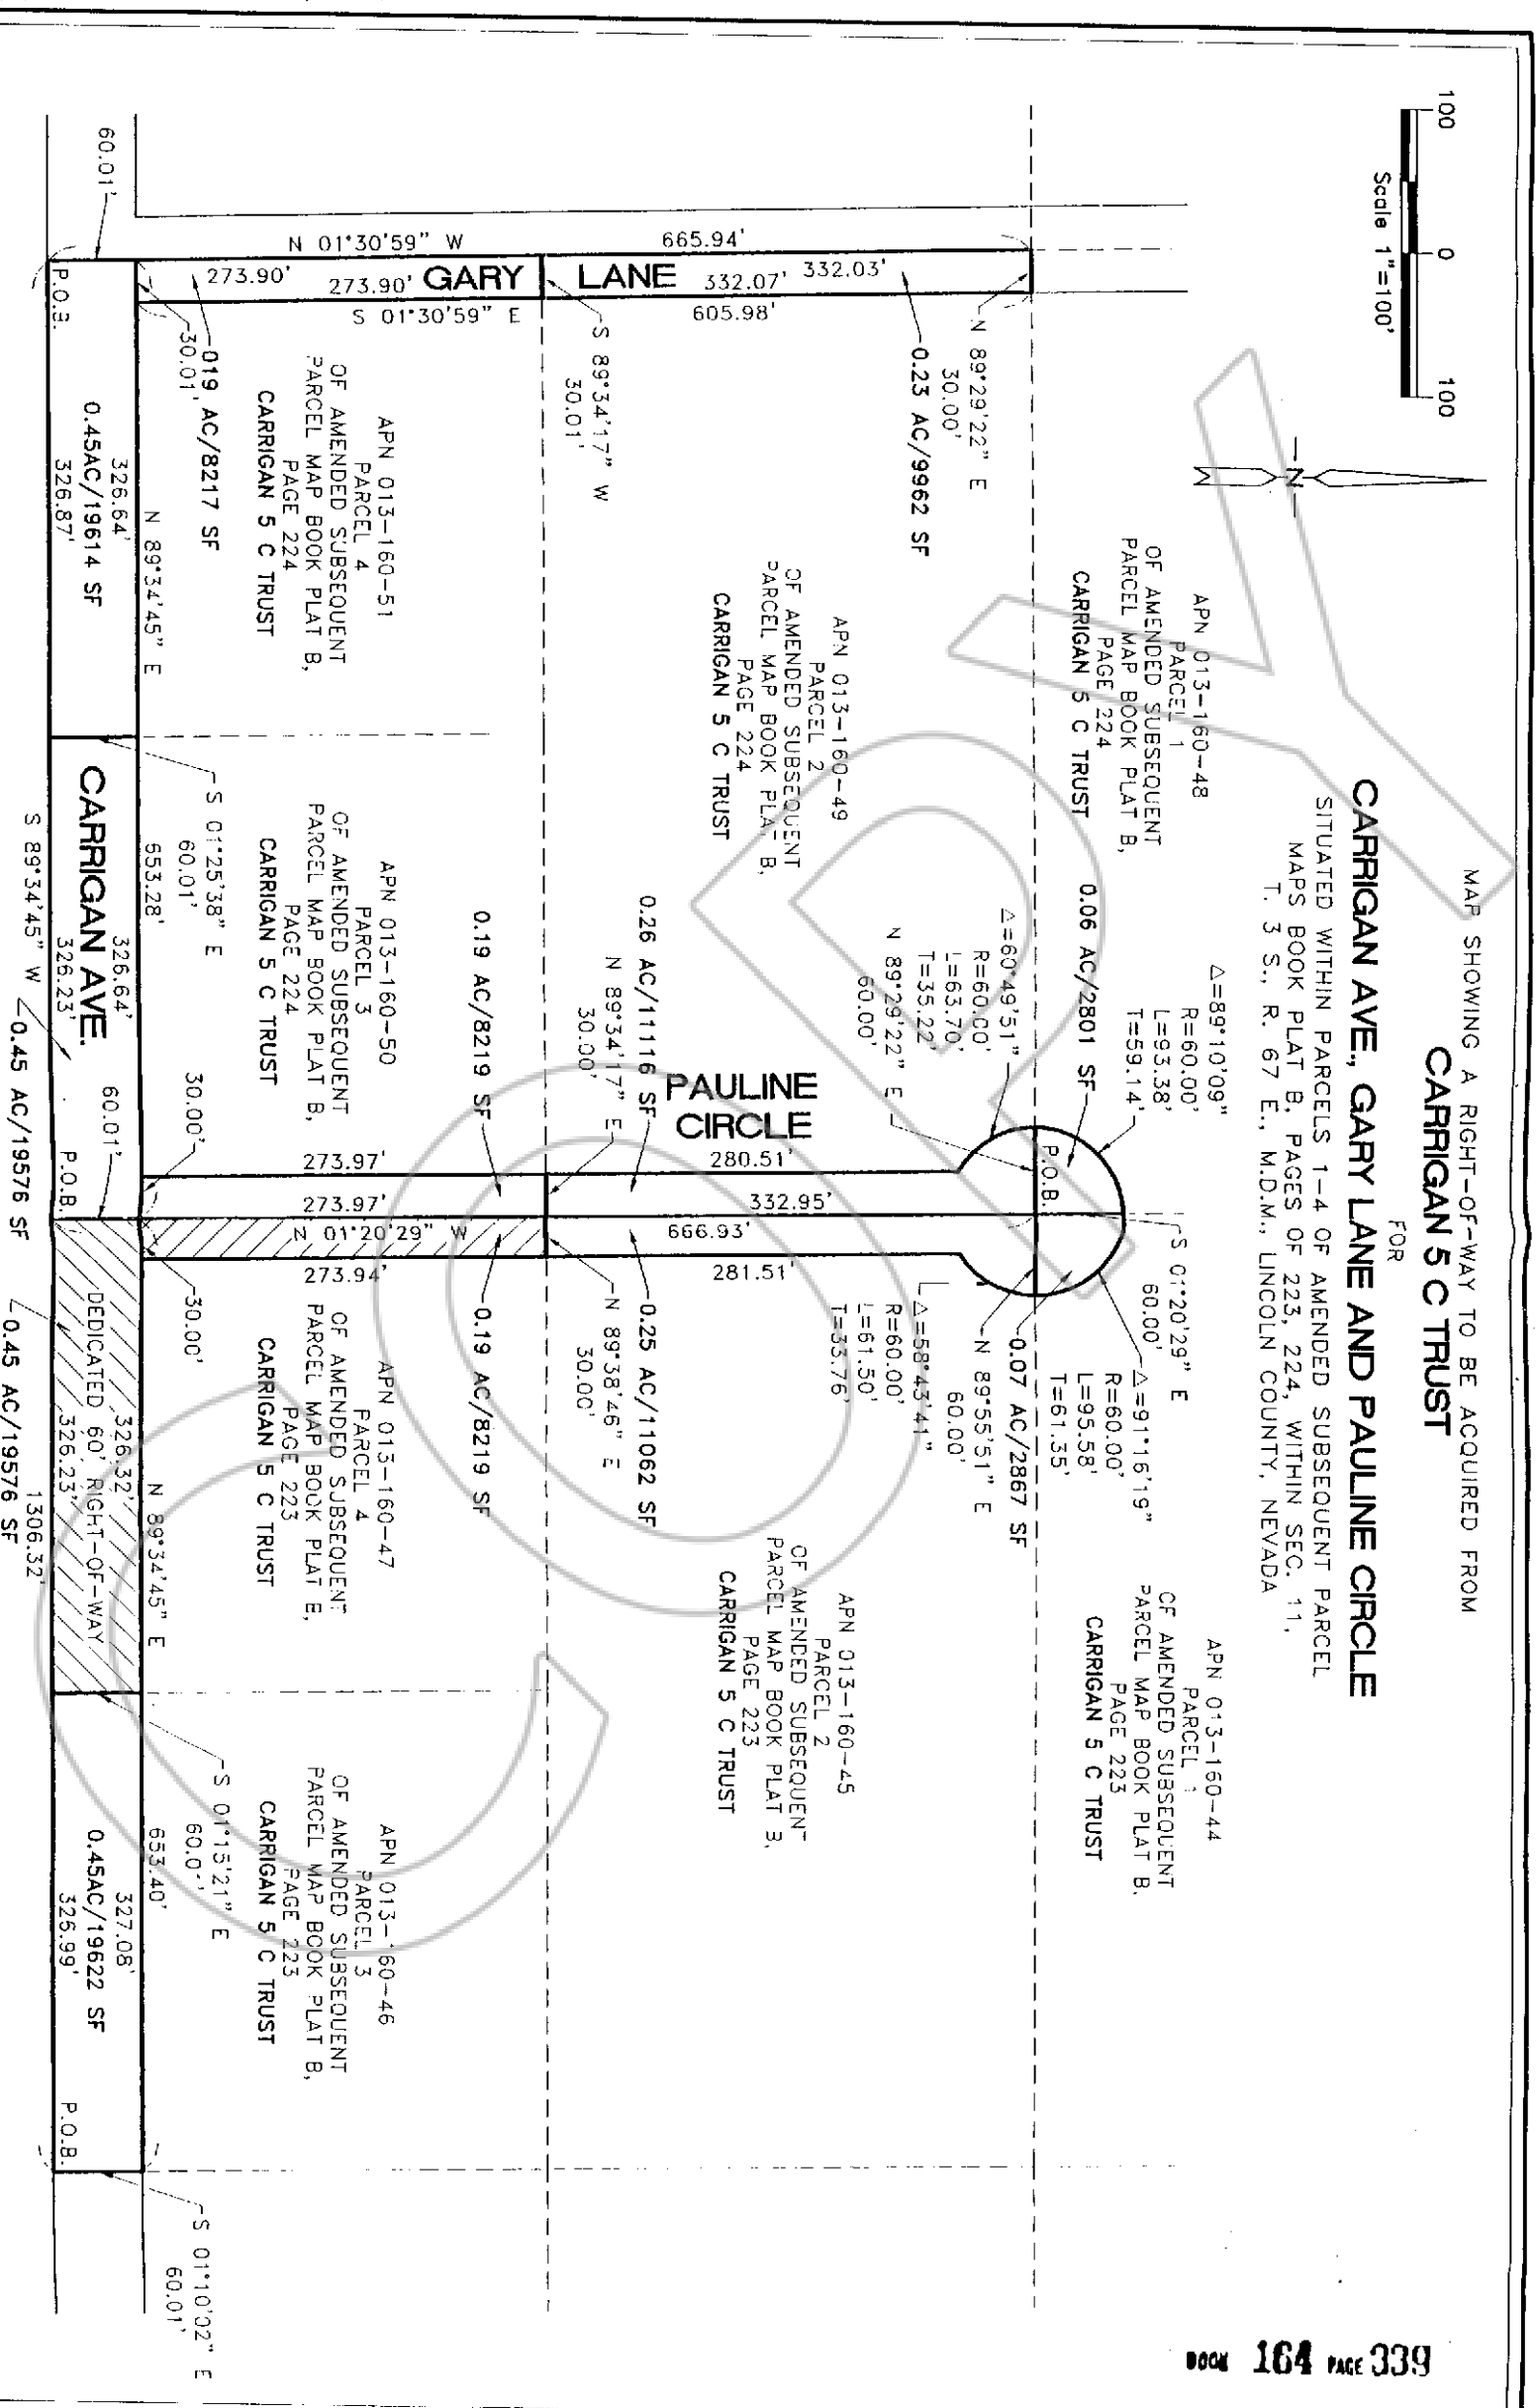 MAP SHOWING A RIGHT-OF-WAY TO BE ACQUIRED FROM
CARRIGAN 5 C TRUST
FOR
CARRIGAN AVE., GARY LANE AND PAULINE CIRCLE
SITUATED WITHIN PARCELS 1-4 OF AMENDED SUBSEQUENT PARCEL
MAPS BOOK PLAT B, PAGES OF 223, 224, WITHIN SEC. 11,
T. 3 S., R. 67 E., M.D.M., LINCOLN COUNTY, NEVADA
100 0 100
Scale 1"=100'
N
APN 013-160-48
PARCEL 1
OF AMENDED SUBSEQUENT
PARCEL MAP BOOK PLAT B,
PAGE 224
CARRIGAN 5 C TRUST
Δ=89°10'09"
R=60.00'
L=93.38'
T=59.14'
0.06 AC/2801 SF
P.O.B.
S 01°20'29" E
60.00'
Δ=91°16'19"
R=60.00'
L=95.58'
T=61.35'
0.07 AC/2867 SF
APN 013-160-44
PARCEL 1
OF AMENDED SUBSEQUENT
PARCEL MAP BOOK PLAT B,
PAGE 223
CARRIGAN 5 C TRUST
N 89°29'22" E
30.00'
0.23 AC/9962 SF
Δ=60°49'51"
R=60.00'
L=63.70'
T=35.22'
N 89°29'22" E
60.00'
N 89°55'51" E
60.00'
Δ=58°43'41"
R=60.00'
L=61.50'
T=33.76'
APN 013-160-49
PARCEL 2
OF AMENDED SUBSEQUENT
PARCEL MAP BOOK PLAT B,
PAGE 224
CARRIGAN 5 C TRUST
APN 013-160-45
PARCEL 2
OF AMENDED SUBSEQUENT
PARCEL MAP BOOK PLAT B,
PAGE 223
CARRIGAN 5 C TRUST
665.94'
332.03'
332.07'
605.98'
GARY LANE
N 01°30'59" W
273.90'
273.90'
S 01°30'59" E
S 89°34'17" W
30.01'
PAULINE
CIRCLE
280.51'
332.95'
666.93'
281.51'
0.26 AC/11116 SF
N 89°34'17" E
30.00'
0.25 AC/11062 SF
N 89°38'46" E
30.00'
0.19 AC/8219 SF
0.19 AC/8219 SF
273.97'
273.97'
N 01°20'29" W
273.94'
APN 013-160-51
PARCEL 4
OF AMENDED SUBSEQUENT
PARCEL MAP BOOK PLAT B,
PAGE 224
CARRIGAN 5 C TRUST
APN 013-160-50
PARCEL 3
OF AMENDED SUBSEQUENT
PARCEL MAP BOOK PLAT B,
PAGE 224
CARRIGAN 5 C TRUST
APN 013-160-47
PARCEL 4
OF AMENDED SUBSEQUENT
PARCEL MAP BOOK PLAT B,
PAGE 223
CARRIGAN 5 C TRUST
APN 013-160-46
PARCEL 3
OF AMENDED SUBSEQUENT
PARCEL MAP BOOK PLAT B,
PAGE 223
CARRIGAN 5 C TRUST
019 AC/8217 SF
30.01'
S 01°25'38" E
60.01'
30.00'
30.00'
S 01°15'21" E
S 01°10'02" E
60.01'
N 89°34'45" E
653.28'
N 89°34'45" E
653.40'
60.01'
326.64'
0.45AC/19614 SF
326.87'
P.O.B.
CARRIGAN AVE.
326.64'
326.23'
60.01'
P.O.B.
326.32'
DEDICATED 60' RIGHT-OF-WAY
326.23'
327.08'
0.45AC/19622 SF
326.99'
P.O.B.
S 89°34'45" W
0.45 AC/19576 SF
1306.32'
0.45 AC/19576 SF
BOOK 164 PAGE 339
COPY